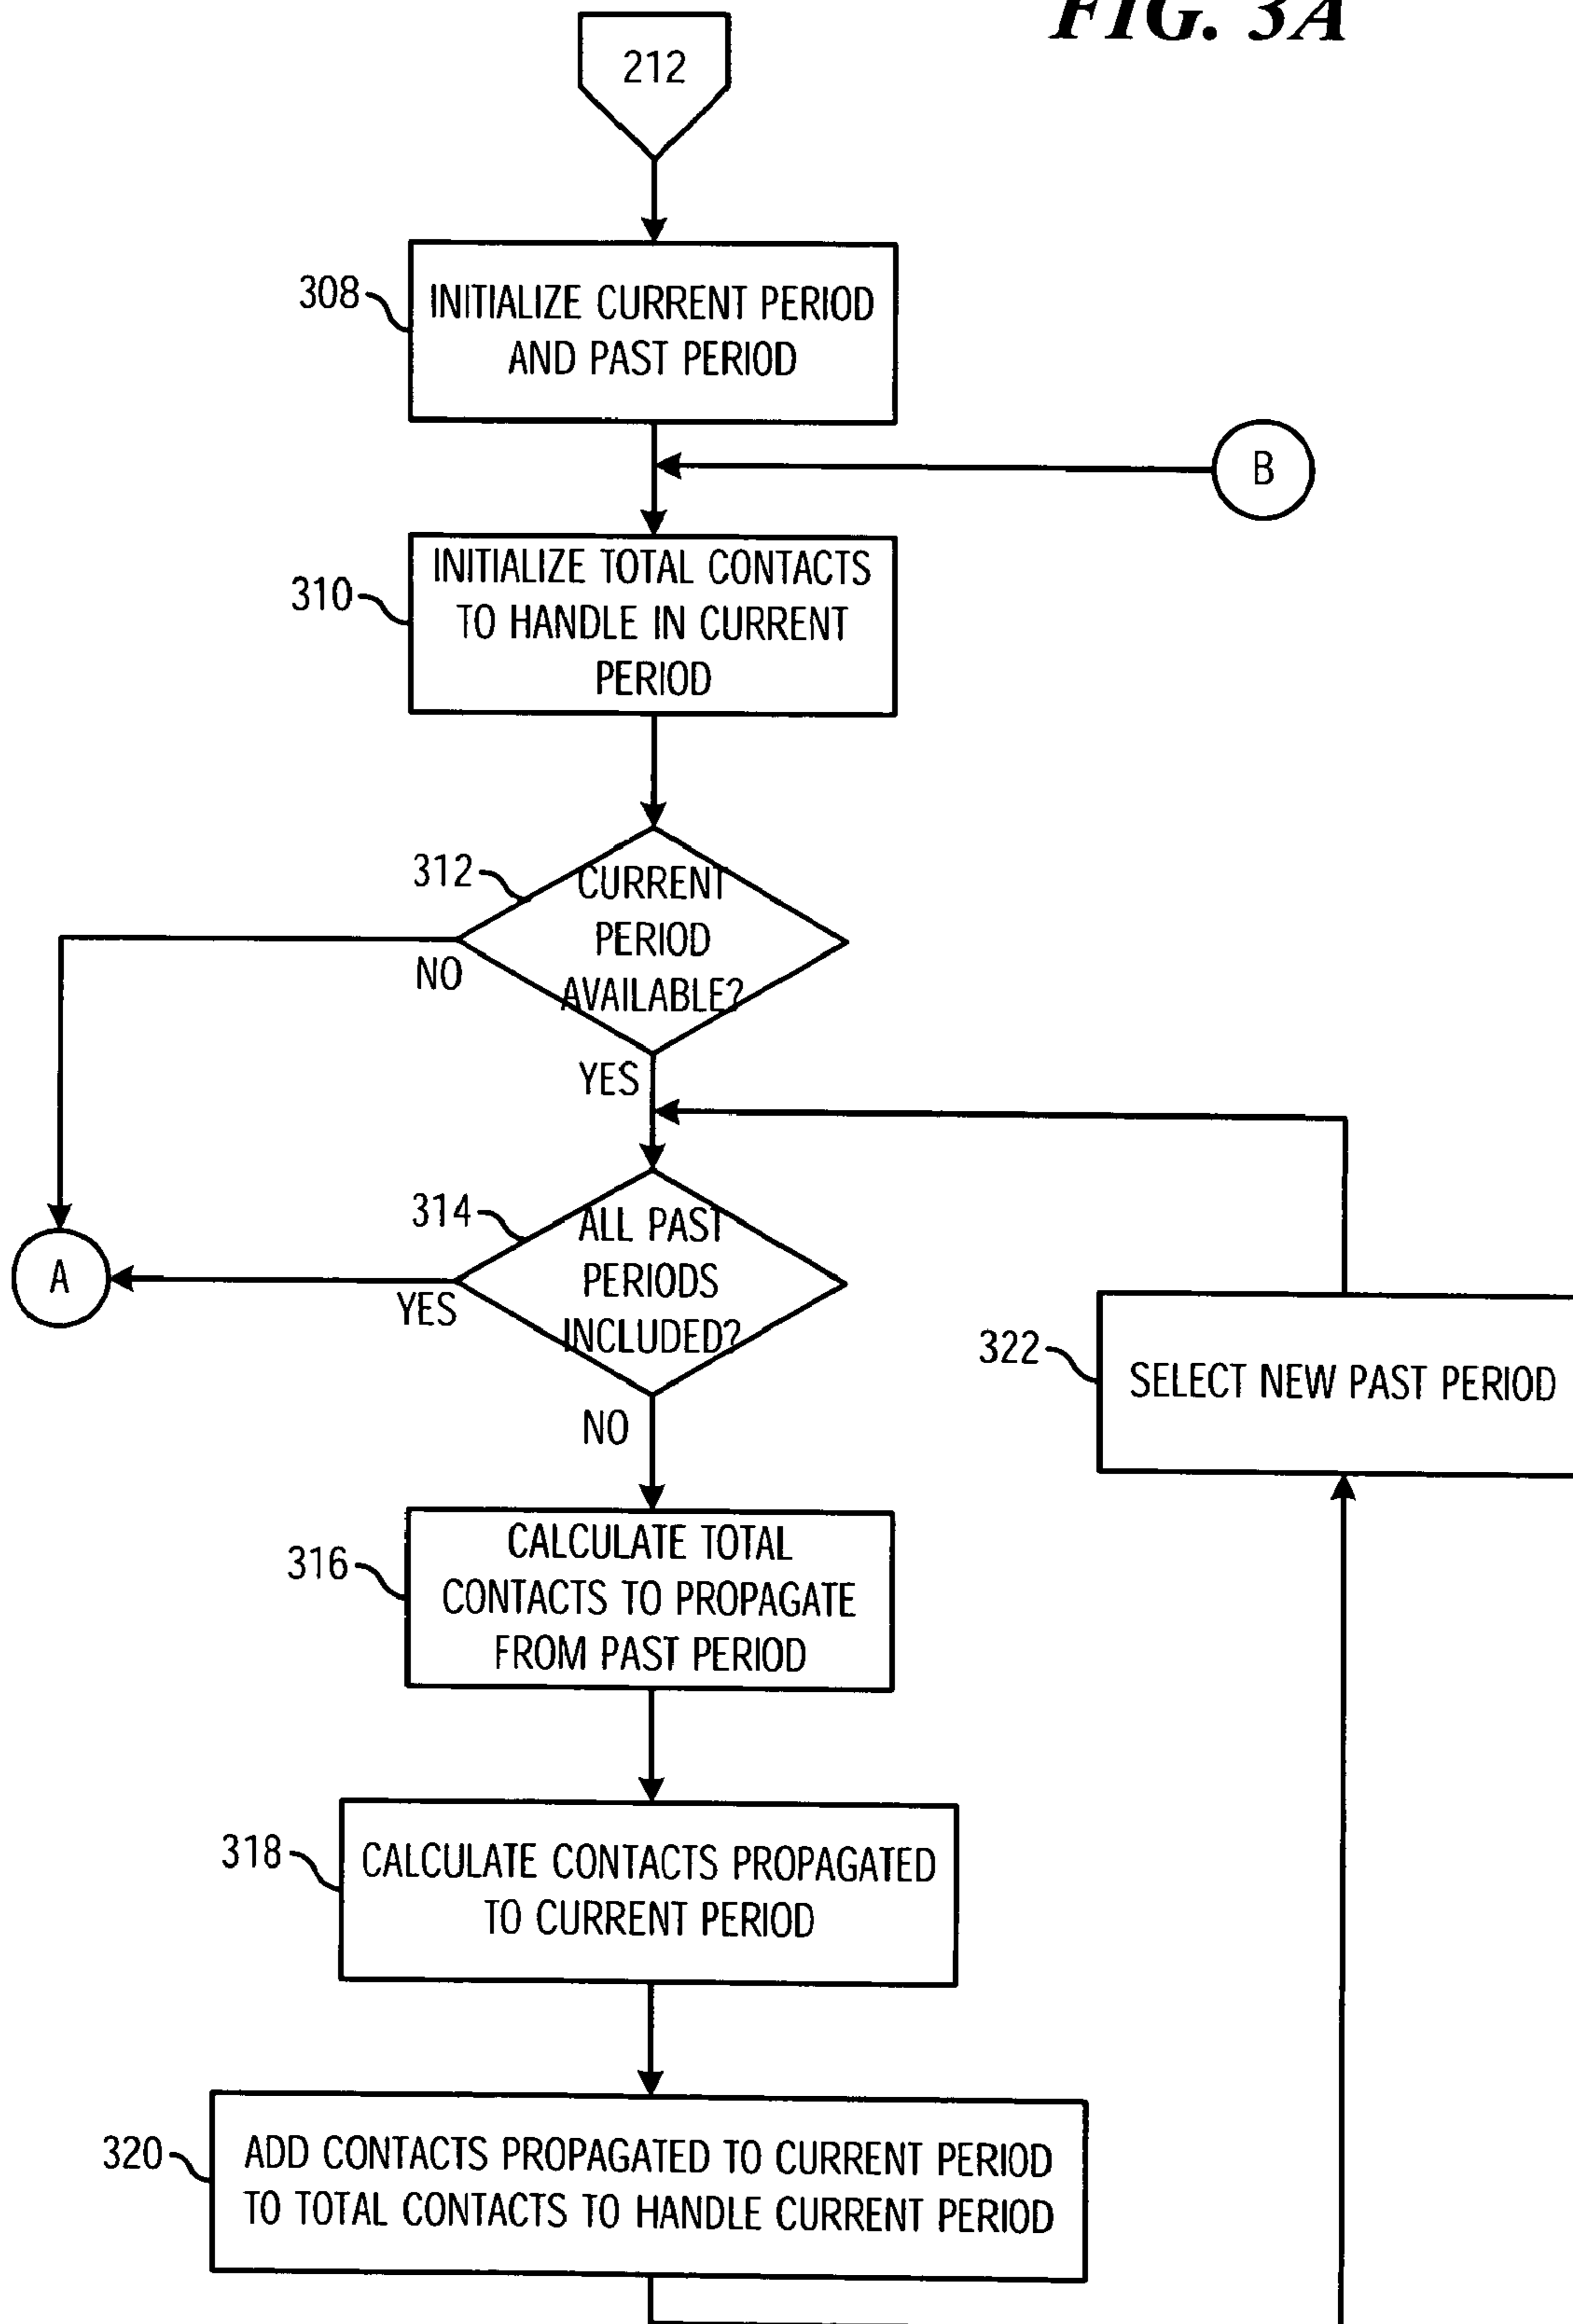 FIG. 3A
212
308
INITIALIZE CURRENT PERIOD
AND PAST PERIOD
B
310
INITIALIZE TOTAL CONTACTS
TO HANDLE IN CURRENT
PERIOD
312
CURRENT
PERIOD
AVAILABLE?
NO
YES
314
ALL PAST
PERIODS
INCLUDED?
A
YES
NO
322
SELECT NEW PAST PERIOD
316
CALCULATE TOTAL
CONTACTS TO PROPAGATE
FROM PAST PERIOD
318
CALCULATE CONTACTS PROPAGATED
TO CURRENT PERIOD
320
ADD CONTACTS PROPAGATED TO CURRENT PERIOD
TO TOTAL CONTACTS TO HANDLE CURRENT PERIOD